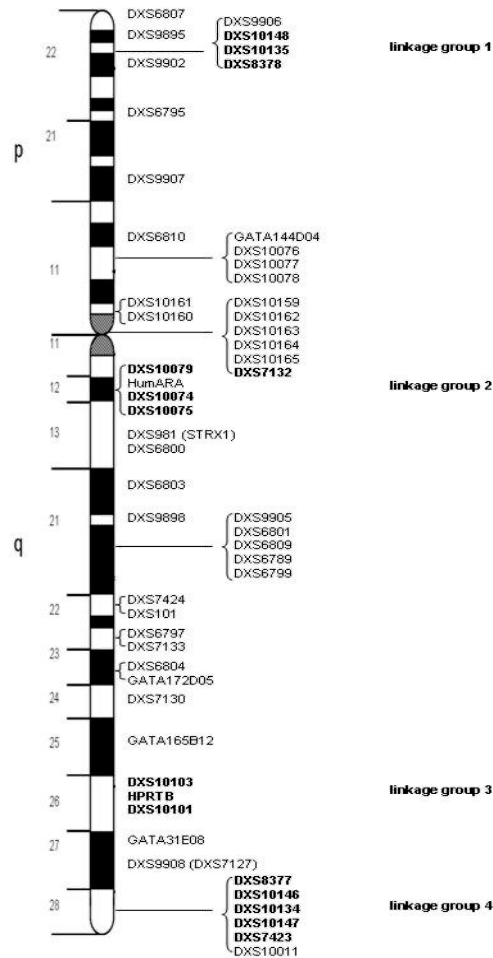 DXS6807
DXS9906
DXS9895
DXS10148
22
DXS10135
linkage group 1
DXS9902
DXS8378
DXS6795
21
p
DXS9907
DXS6810
GATA144D04
DXS10076
DXS10077
11
DXS10078
DXS10161
DXS10159
DXS10160
DXS10162
DXS10163
11
DXS10164
DXS10165
DXS10079
DXS7132
12
HumARA
linkage group 2
DXS10074
DXS10075
13
DXS981 (STRX1)
DXS6800
DXS6803
21
DXS9898
DXS9905
DXS6801
q
DXS6809
DXS6789
DXS6799
22
DXS7424
DXS101
DXS6797
DXS7133
23
DXS6804
GATA172D05
24
DXS7130
25
GATA165B12
DXS10103
26
HPRTB
linkage group 3
DXS10101
27
GATA31E08
DXS9908 (DXS7127)
DXS8377
DXS10146
28
DXS10134
linkage group 4
DXS10147
DXS7423
DXS10011